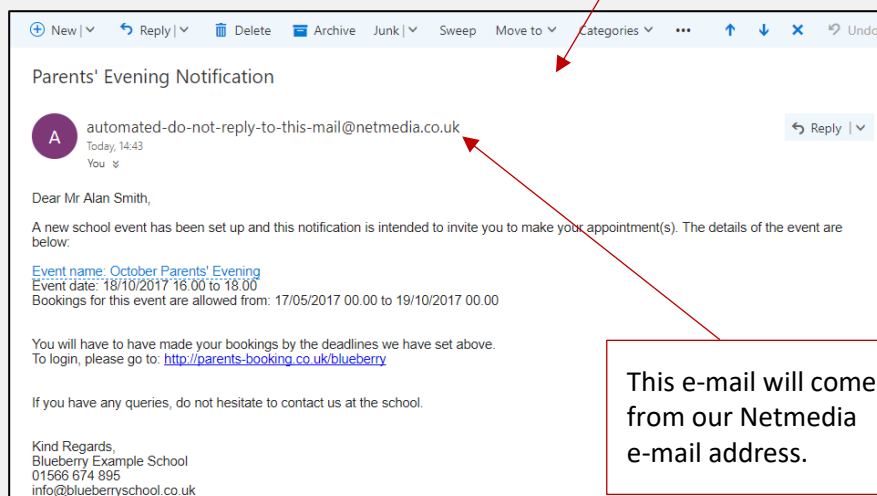 New Reply Delete Archive Junk Sweep Move to Categories ••• Undo
Parents' Evening Notification
A
automated-do-not-reply-to-this-mail@netmedia.co.uk
Reply
Today, 14:43
You
Dear Mr Alan Smith,
A new school event has been set up and this notification is intended to invite you to make your appointment(s). The details of the event are
below:
Event name: October Parents' Evening
Event date: 18/10/2017 16.00 to 18.00
Bookings for this event are allowed from: 17/05/2017 00.00 to 19/10/2017 00.00
You will have to have made your bookings by the deadlines we have set above.
To login, please go to: http://parents-booking.co.uk/blueberry
If you have any queries, do not hesitate to contact us at the school.
Kind Regards,
Blueberry Example School
01566 674 895
info@blueberryschool.co.uk
This e-mail will come
from our Netmedia
e-mail address.